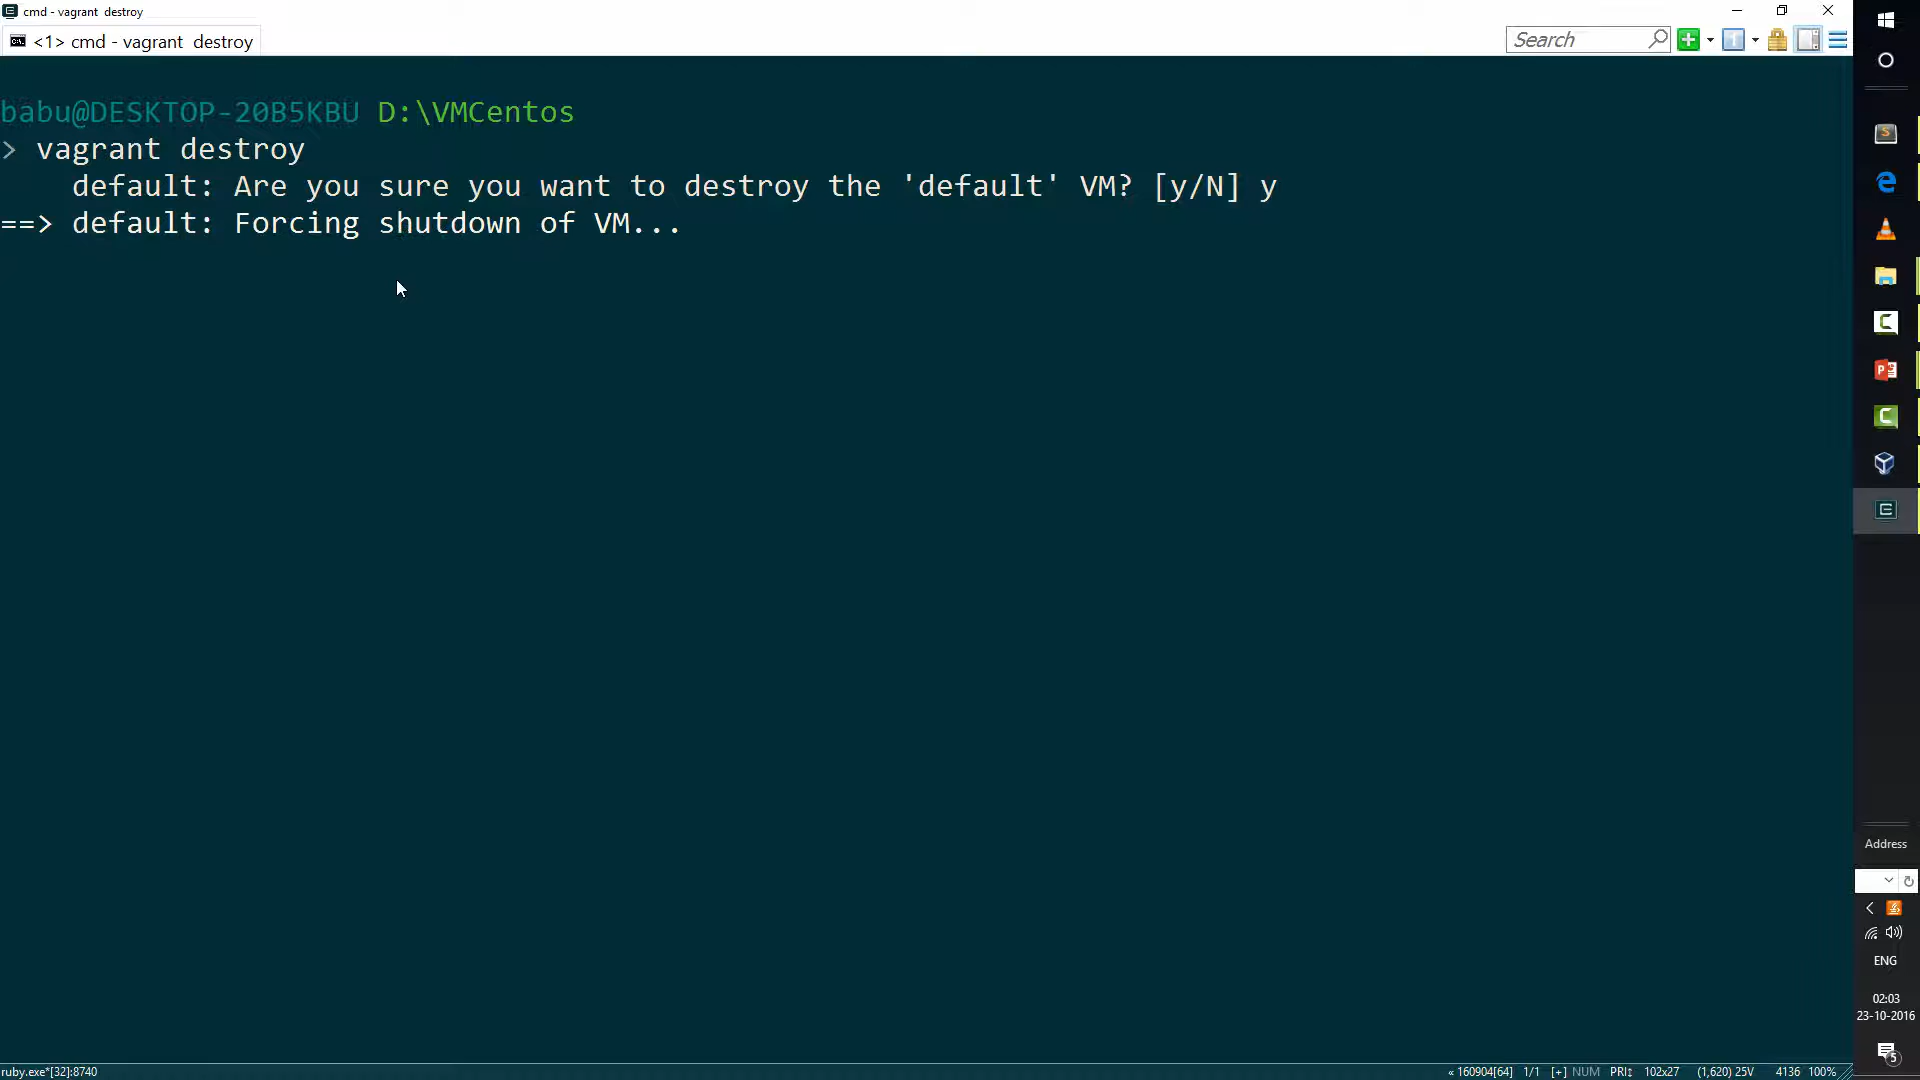 cmd - vagrant  destroy
<1> cmd - vagrant  destroy
Search
babu@DESKTOP-20B5KBU D:\VMCentos
> vagrant destroy
default: Are you sure you want to destroy the 'default' VM? [y/N] y
==> default: Forcing shutdown of VM...
Address
ENG
02:03
23-10-2016
5
ruby.exe*[32]:8740
« 160904[64] 1/1 [+] NUM PRI↕ 102x27 (1,620) 25V 4136 100%